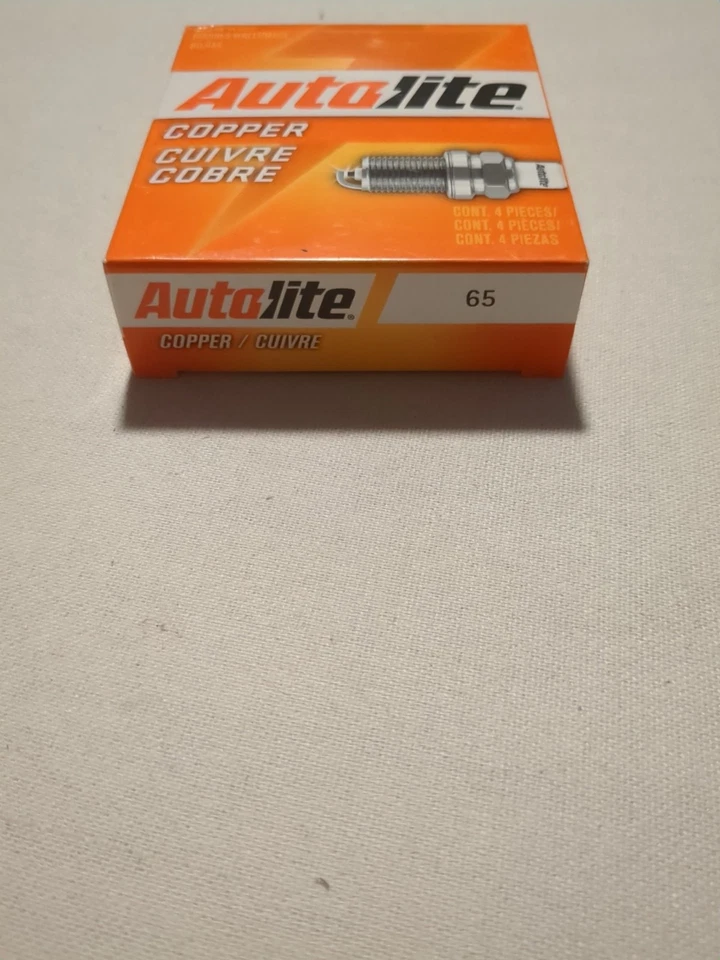 Autolite
COPPER
CUIVRE
COBRE
Autolite
CONT. 4 PIECES/
CONT. 4 PIÈCES/
CONT. 4 PIEZAS
Autolite
65
COPPER / CUIVRE